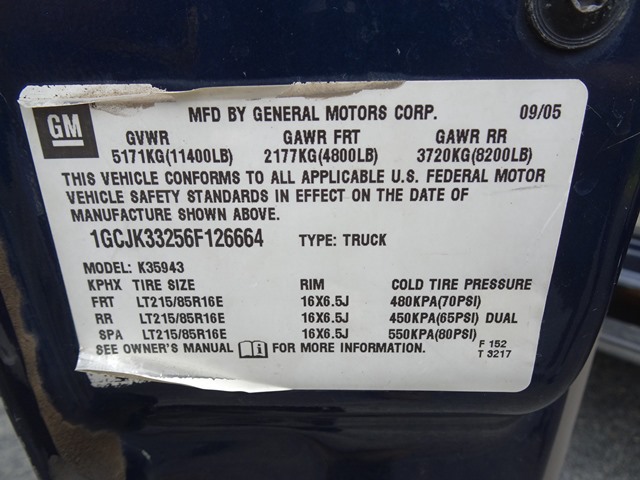 GM
MFD BY GENERAL MOTORS CORP. 09/05
GVWR GAWR FRT GAWR RR
5171KG(11400LB) 2177KG(4800LB) 3720KG(8200LB)
THIS VEHICLE CONFORMS TO ALL APPLICABLE U.S. FEDERAL MOTOR
VEHICLE SAFETY STANDARDS IN EFFECT ON THE DATE OF
MANUFACTURE SHOWN ABOVE.
1GCJK33256F126664 TYPE: TRUCK
MODEL: K35943
KPHX TIRE SIZE RIM COLD TIRE PRESSURE
FRT LT215/85R16E 16X6.5J 480KPA(70PSI)
RR LT215/85R16E 16X6.5J 450KPA(65PSI) DUAL
SPA LT215/85R16E 16X6.5J 550KPA(80PSI)
SEE OWNER'S MANUAL i FOR MORE INFORMATION. F 152
T 3217